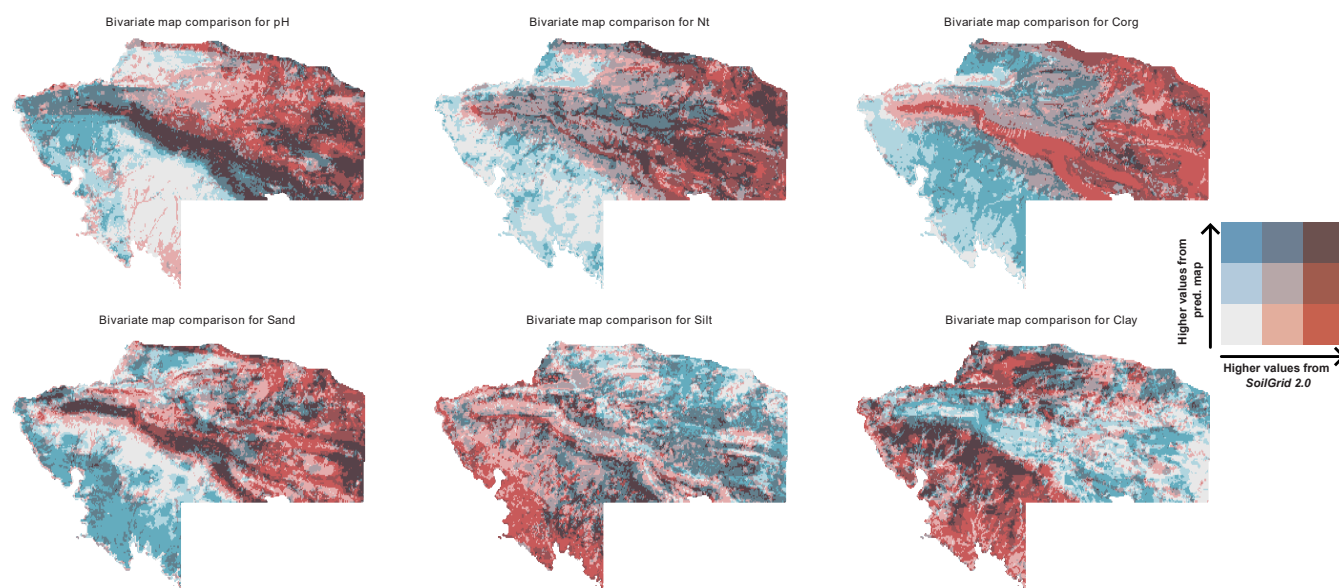 Bivariate map comparison for pH
Bivariate map comparison for Nt
Bivariate map comparison for Corg
Higher values from
pred. map
Higher values from
SoilGrid 2.0
Bivariate map comparison for Sand
Bivariate map comparison for Silt
Bivariate map comparison for Clay